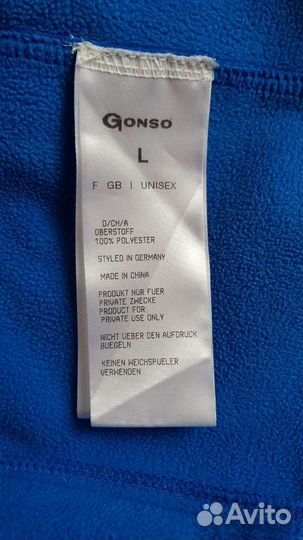 GONSO
L
F GB I UNISEX
D/CH/A
OBERSTOFF
100% POLYESTER
STYLED IN GERMANY
MADE IN CHINA
PRODUKT NUR FUER
PRIVATE ZWECKE
PRODUCT FOR
PRIVATE USE ONLY
NICHT UEBER DEN AUFDRUCK
BUEGELN
KEINEN WEICHSPUELER
VERWENDEN
Avito